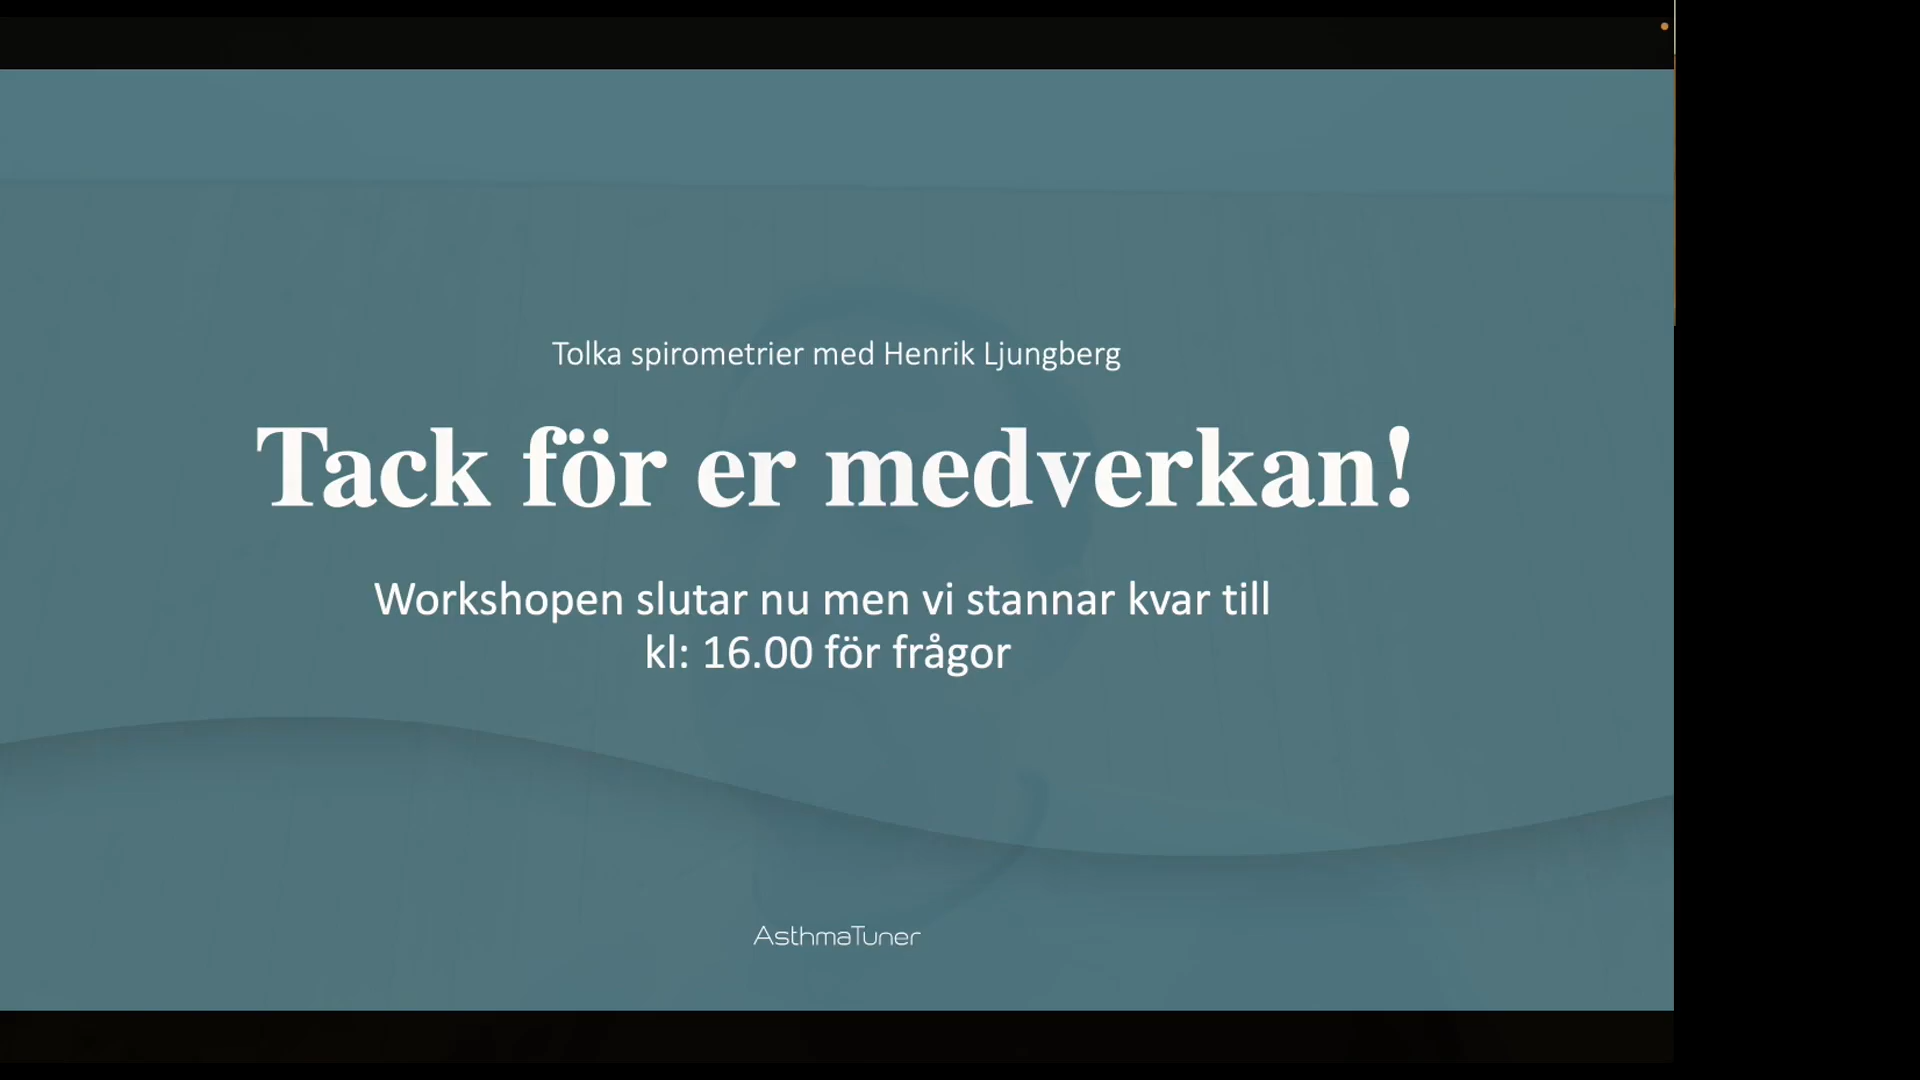 Tolka spirometrier med Henrik Ljungberg
Tack för er medverkan!
Workshopen slutar nu men vi stannar kvar till
kl: 16.00 för frågor
AsthmaTuner